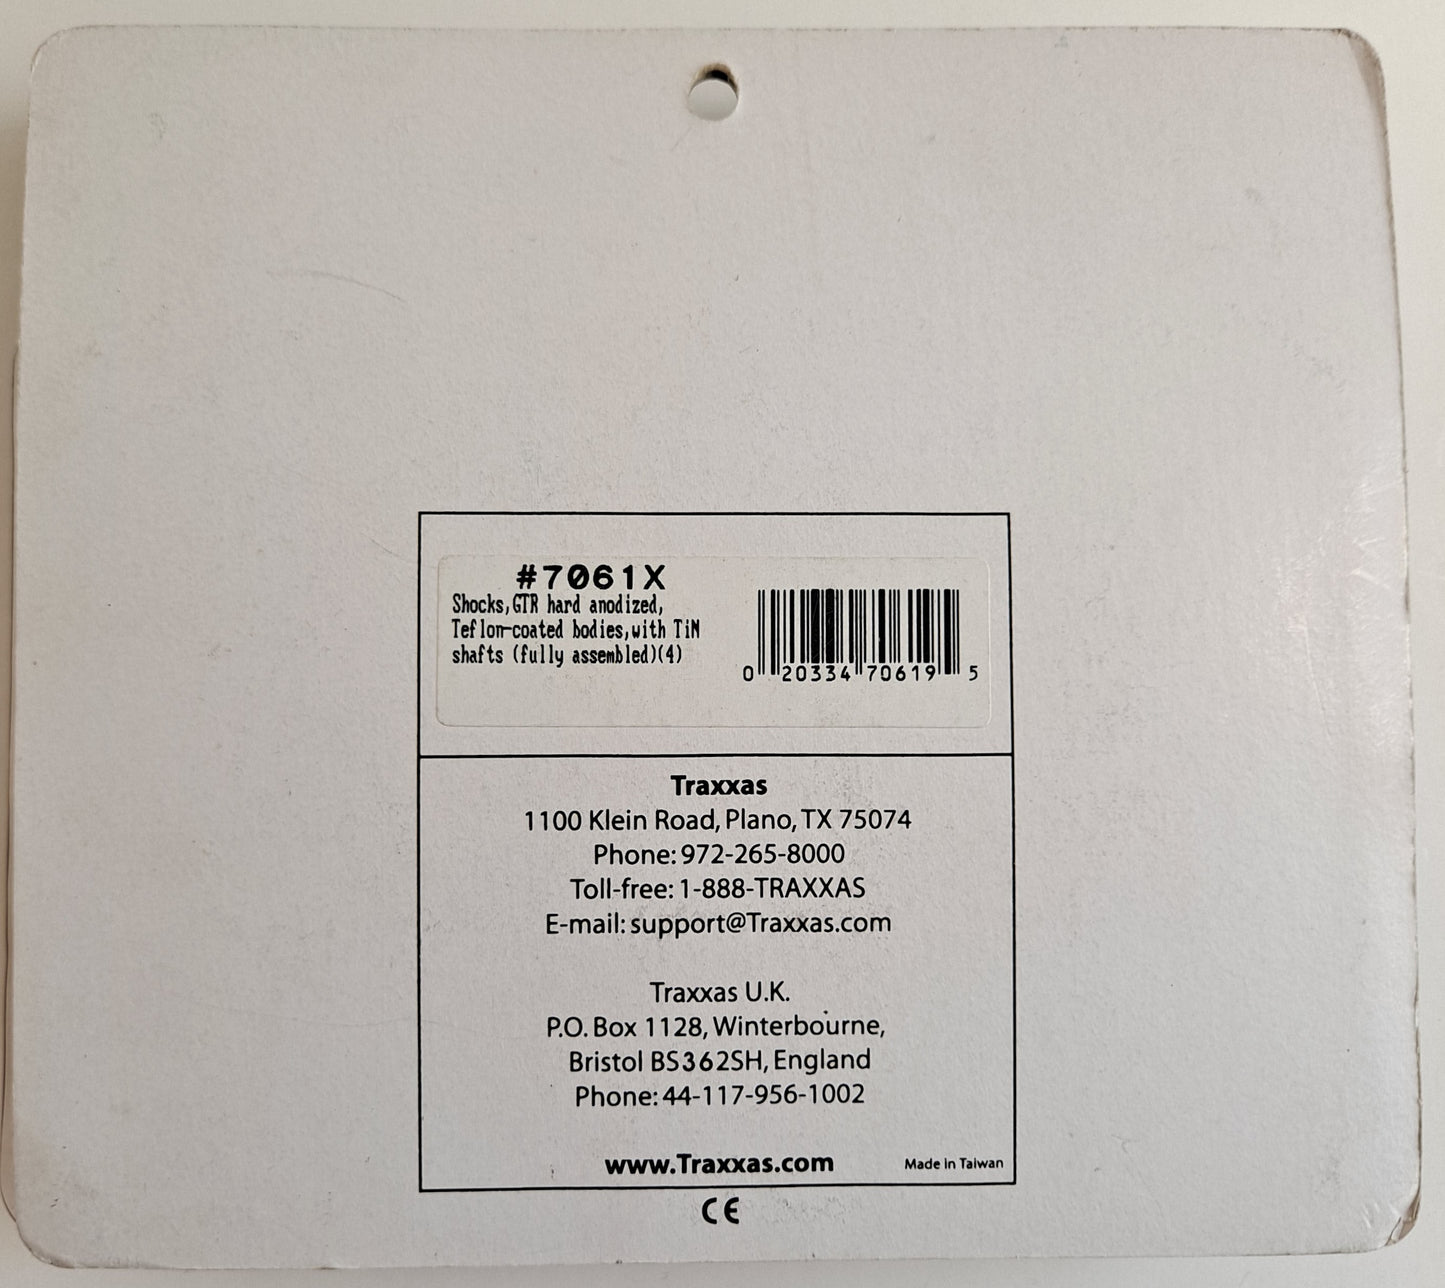 #7061X
Shocks,GTR hard anodized,
Teflon-coated bodies,with TiN
shafts (fully assembled)(4)
0 20334 70619 5
Traxxas
1100 Klein Road, Plano, TX 75074
Phone: 972-265-8000
Toll-free: 1-888-TRAXXAS
E-mail: support@Traxxas.com
Traxxas U.K.
P.O. Box 1128, Winterbourne,
Bristol BS362SH, England
Phone: 44-117-956-1002
www.Traxxas.com
Made in Taiwan
CE